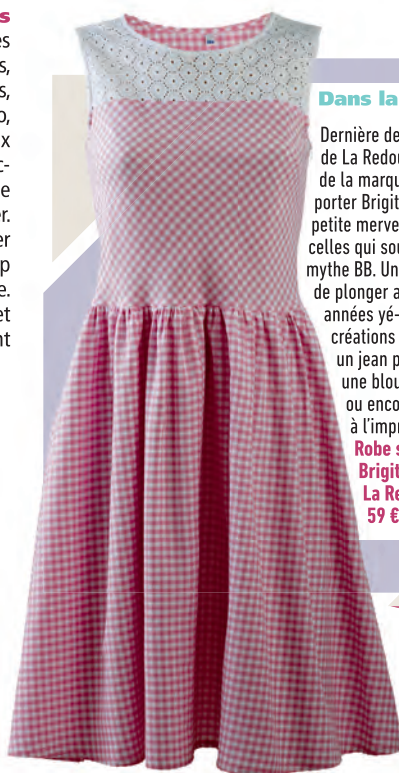 s
es
s,
s,
o,
x
c-
e
er.
er
p
e.
et
nt
Dans la
Dernière de
de La Redou
de la marqu
porter Brigit
petite merve
celles qui sou
mythe BB. Un
de plonger a
années yé-
créations
un jean p
une blou
ou enco
à l'impr
Robe s
Brigit
La Re
59 €